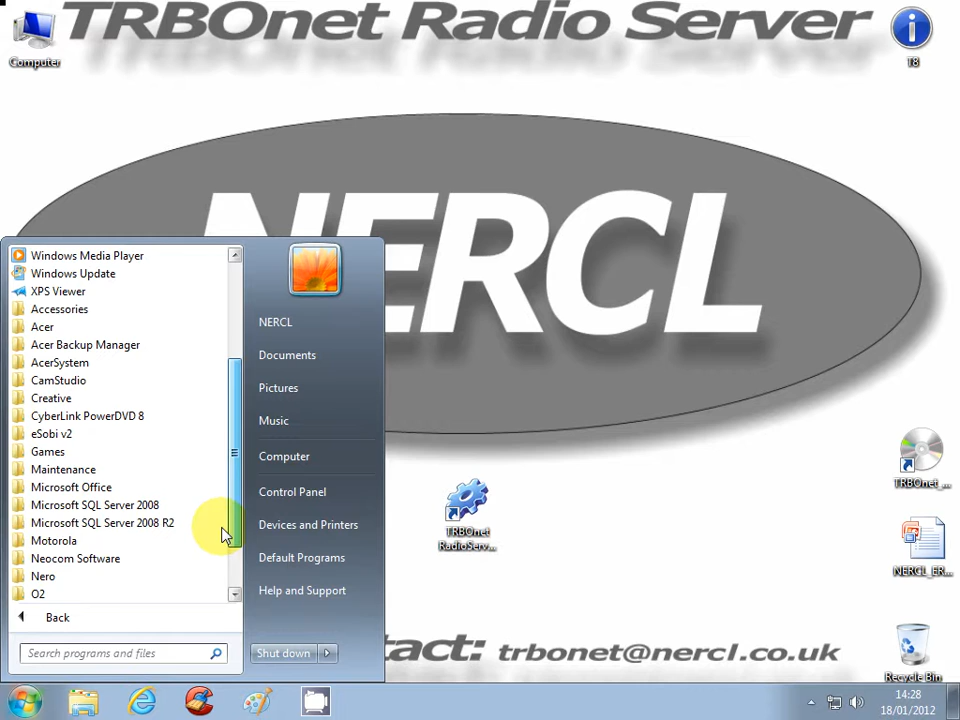 TRBOnet Radio Server
Computer
T8
NERCL
Windows Media Player
Windows Update
XPS Viewer
Accessories
Acer
Acer Backup Manager
AcerSystem
CamStudio
Creative
CyberLink PowerDVD 8
eSobi v2
Games
Maintenance
Microsoft Office
Microsoft SQL Server 2008
Microsoft SQL Server 2008 R2
Motorola
Neocom Software
Nero
O2
Back
Search programs and files
NERCL
Documents
Pictures
Music
Computer
Control Panel
Devices and Printers
Default Programs
Help and Support
Shut down
TRBOnet
RadioServ...
TRBOnet_...
NERCL_ER...
Recycle Bin
tact: trbonet@nercl.co.uk
14:28
18/01/2012